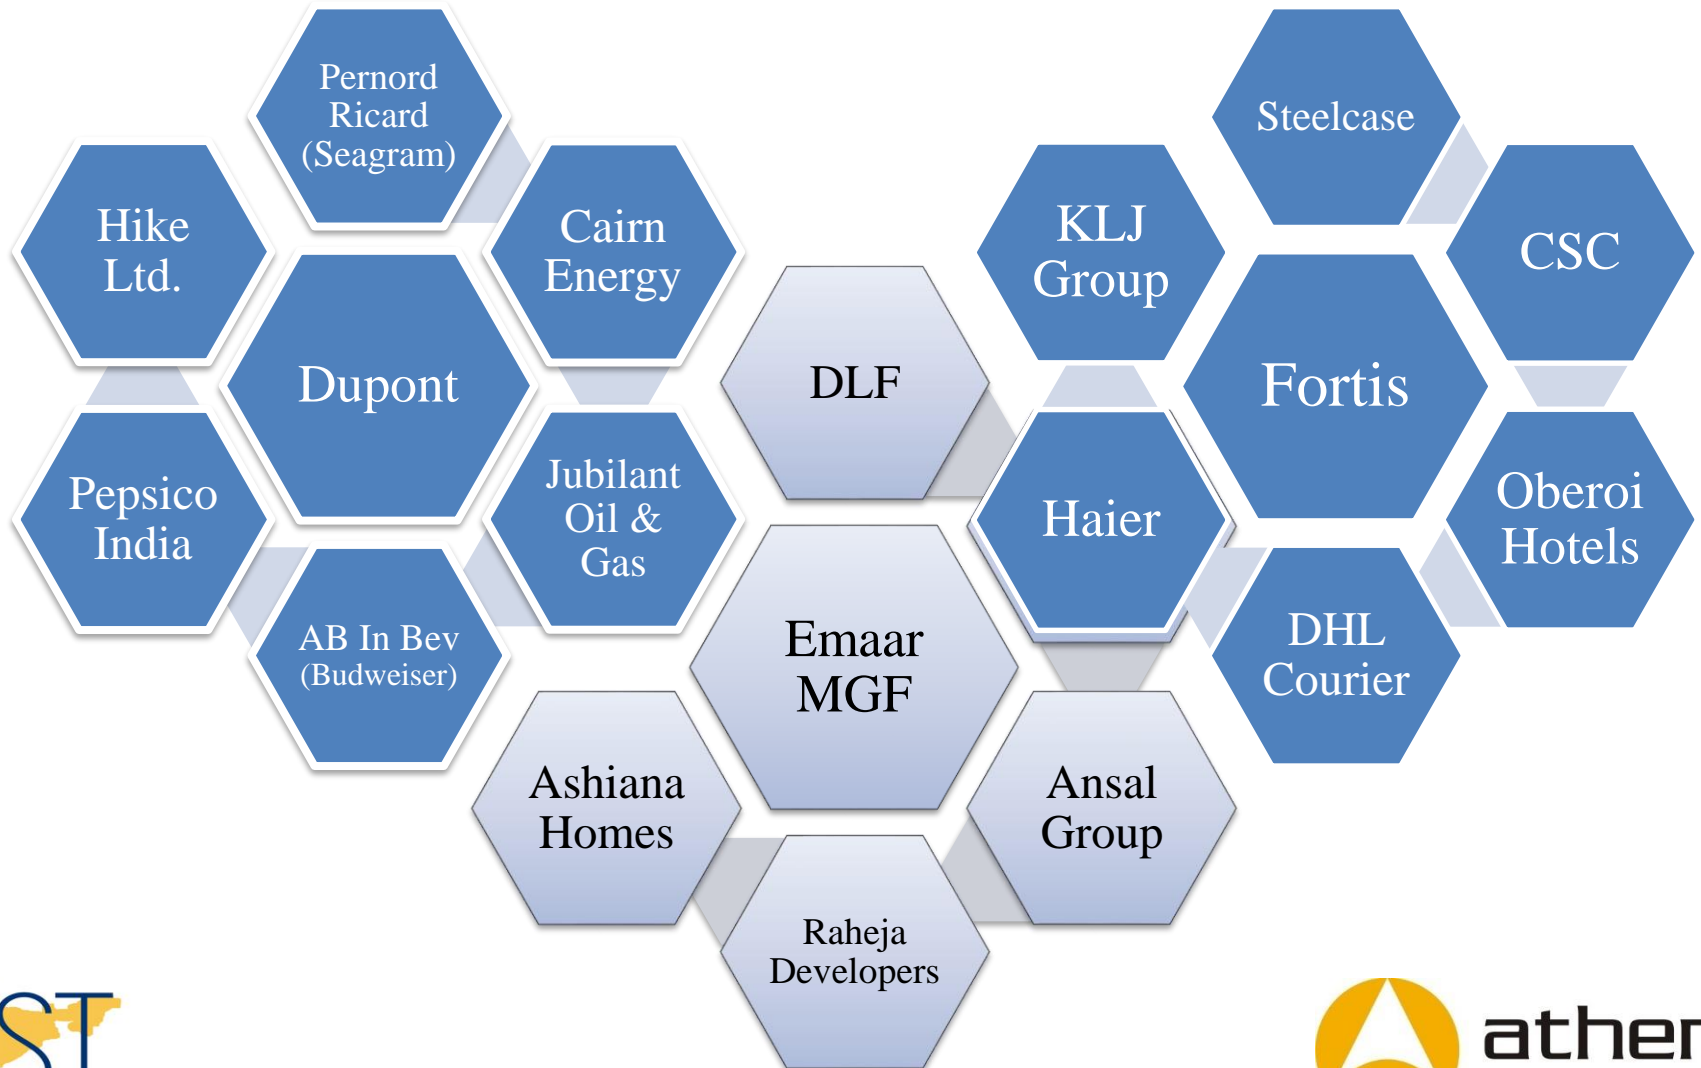 Pernord
Ricard
(Seagram)
Hike
Ltd.
Cairn
Energy
Dupont
Pepsico
India
Jubilant
Oil &
Gas
AB In Bev
(Budweiser)
DLF
Emaar
MGF
Ashiana
Homes
Ansal
Group
Raheja
Developers
Steelcase
KLJ
Group
CSC
Fortis
Haier
Oberoi
Hotels
DHL
Courier
ST
ather